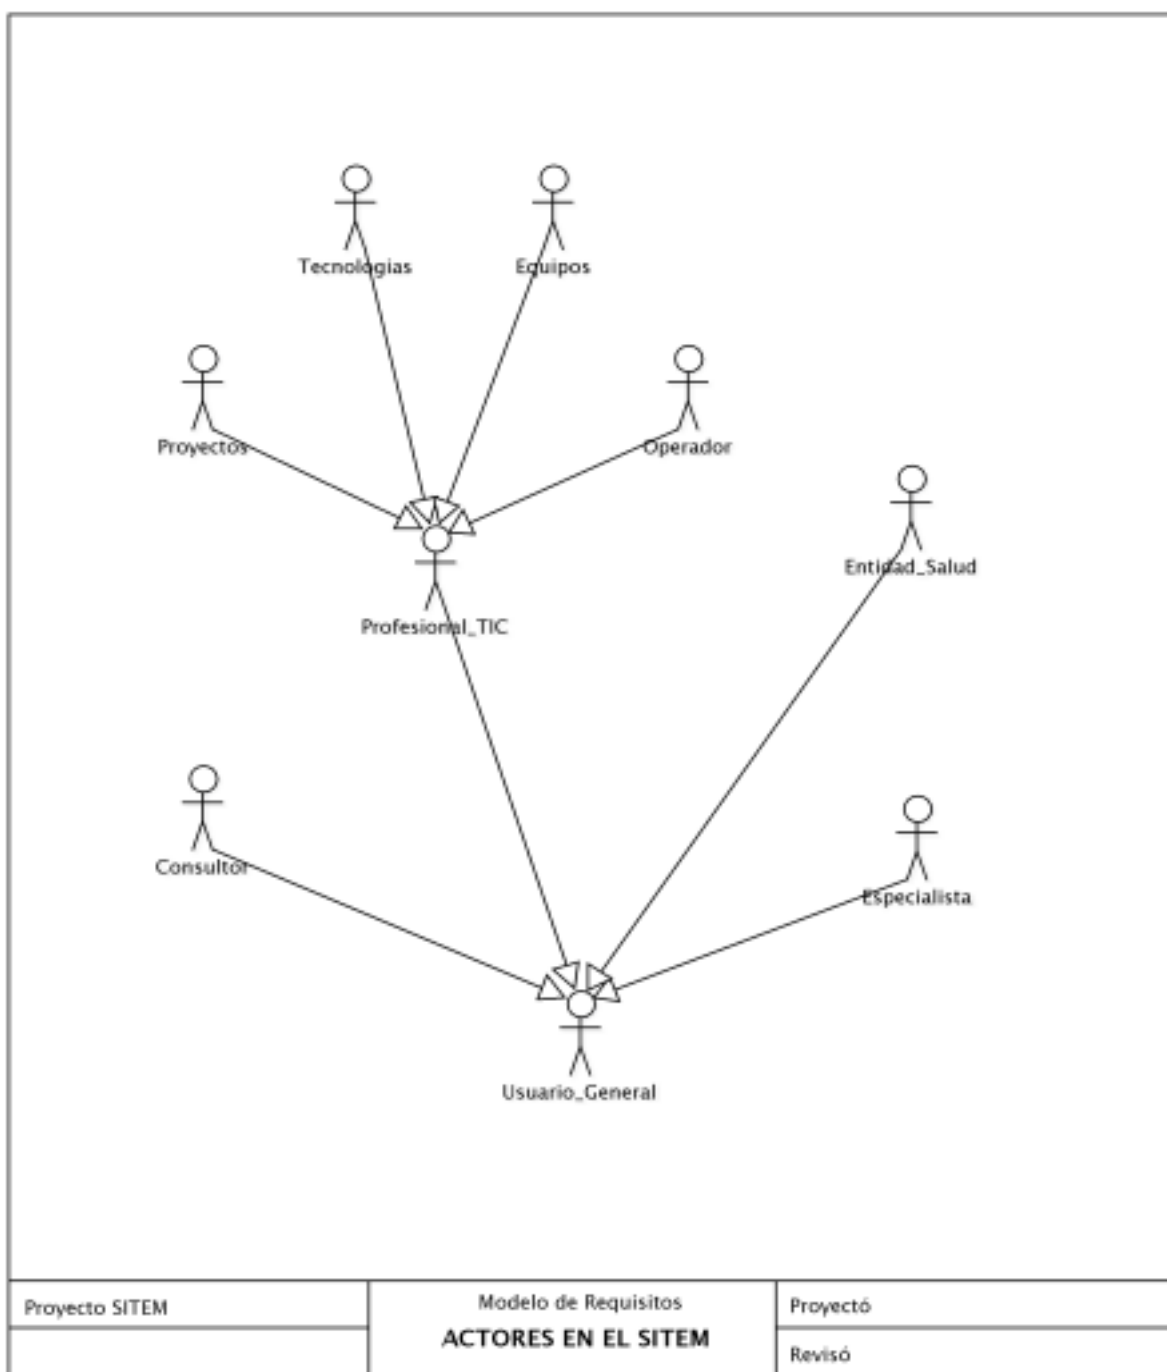 Tecnologias
Equipos
Proyectos
Operador
Entidad_Salud
Profesional_TIC
Consultor
Especialista
Usuario_General
Proyecto SITEM
Modelo de Requisitos
ACTORES EN EL SITEM
Proyectó
Revisó